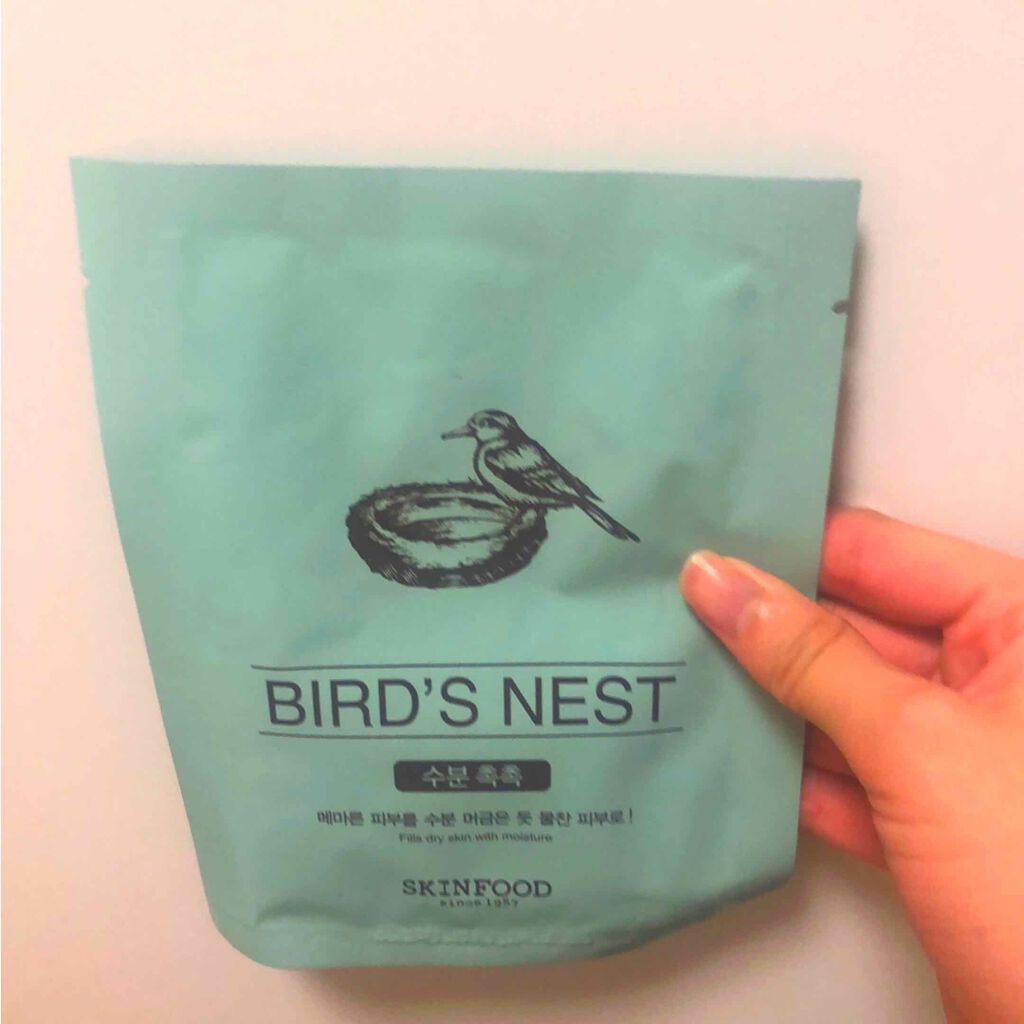 BIRD'S NEST
수분 촉촉
메마른 피부를 수분 머금은 듯 물찬 피부로!
Fills dry skin with moisture
SKINFOOD
since 1957